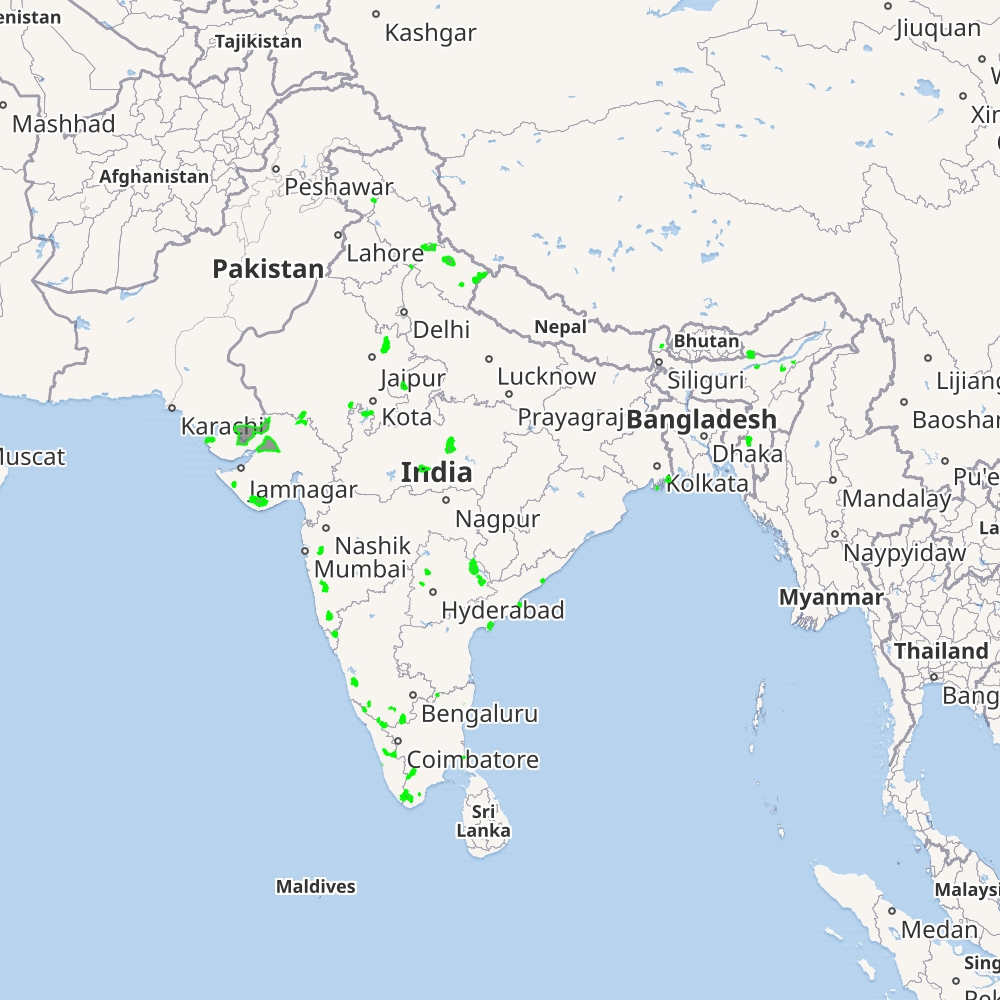 enistan
Tajikistan
Kashgar
Jiuquan
Mashhad
Xin
Afghanistan
Peshawar
Lahore
Pakistan
Delhi
Nepal
Bhutan
Jaipur
Lucknow
Siliguri
Lijiang
Karachi
Kota
Prayagraj
Bangladesh
Baoshan
Muscat
Dhaka
India
Jamnagar
Kolkata
Mandalay
Pu'e
Nagpur
La
Nashik
Naypyidaw
Mumbai
Myanmar
Hyderabad
Thailand
Bang
Bengaluru
Coimbatore
Sri
Lanka
Maldives
Malaysi
Medan
Sing